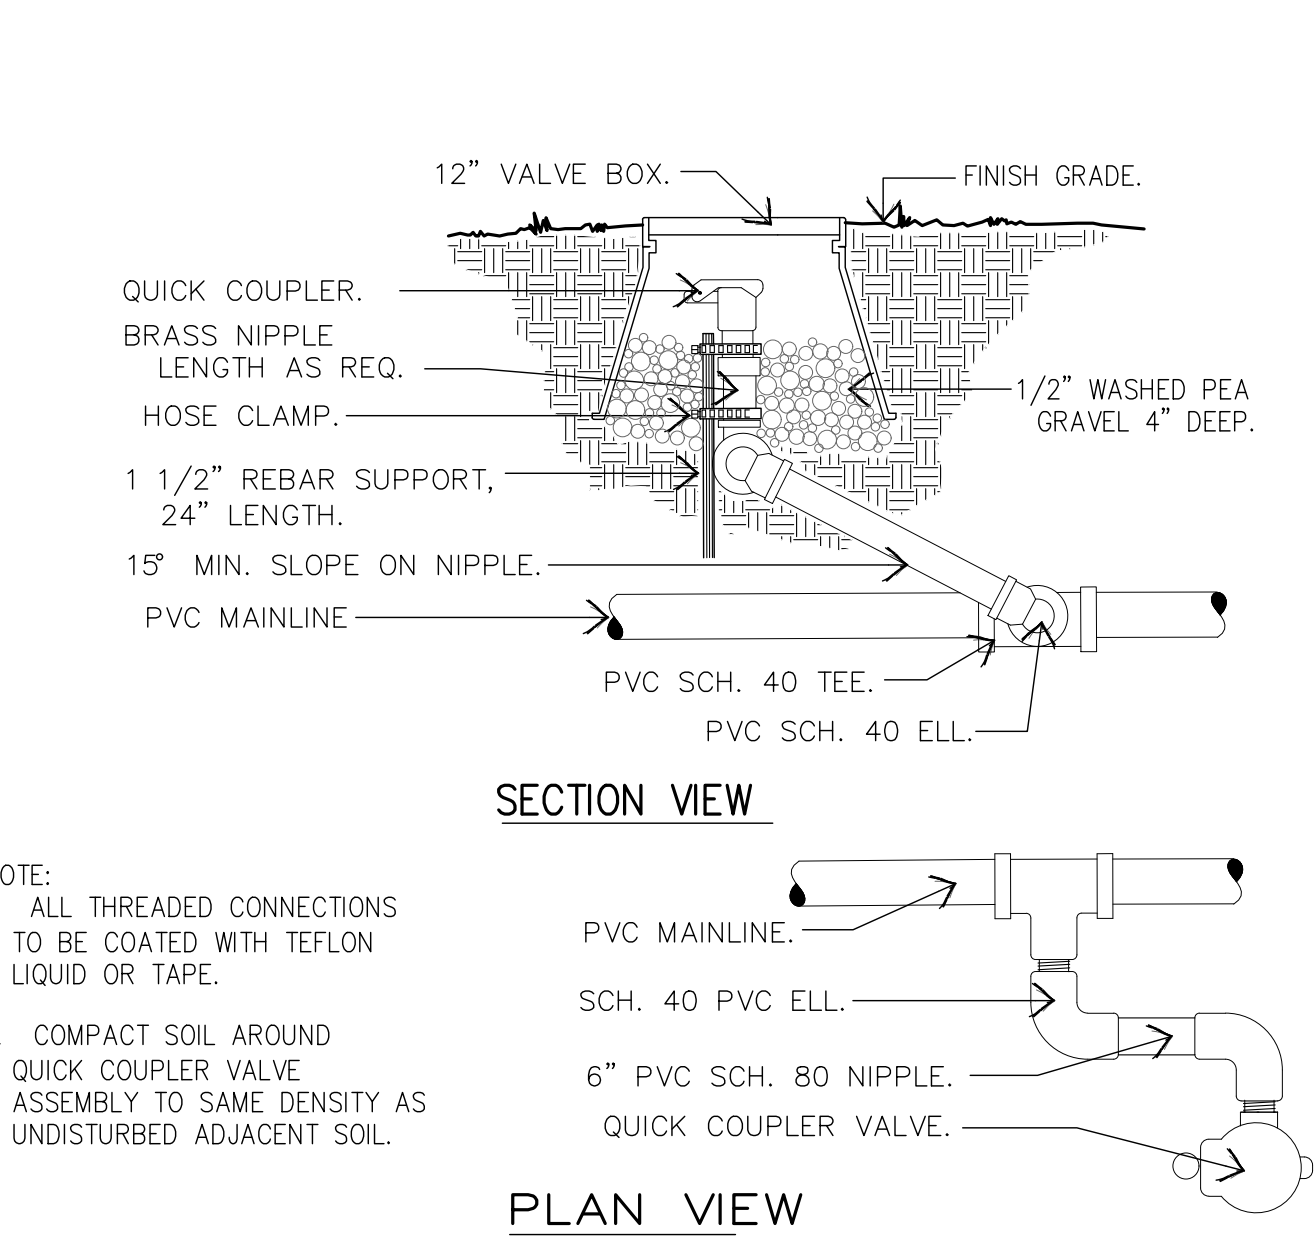 12” VALVE BOX.
FINISH GRADE.
QUICK COUPLER.
BRASS NIPPLE
LENGTH AS REQ.
HOSE CLAMP.
1/2” WASHED PEA
GRAVEL 4” DEEP.
1 1/2” REBAR SUPPORT,
24” LENGTH.
15° MIN. SLOPE ON NIPPLE.
PVC MAINLINE
PVC SCH. 40 TEE.
PVC SCH. 40 ELL.
SECTION VIEW
OTE:
ALL THREADED CONNECTIONS
TO BE COATED WITH TEFLON
LIQUID OR TAPE.
COMPACT SOIL AROUND
QUICK COUPLER VALVE
ASSEMBLY TO SAME DENSITY AS
UNDISTURBED ADJACENT SOIL.
PVC MAINLINE.
SCH. 40 PVC ELL.
6” PVC SCH. 80 NIPPLE.
QUICK COUPLER VALVE.
PLAN VIEW